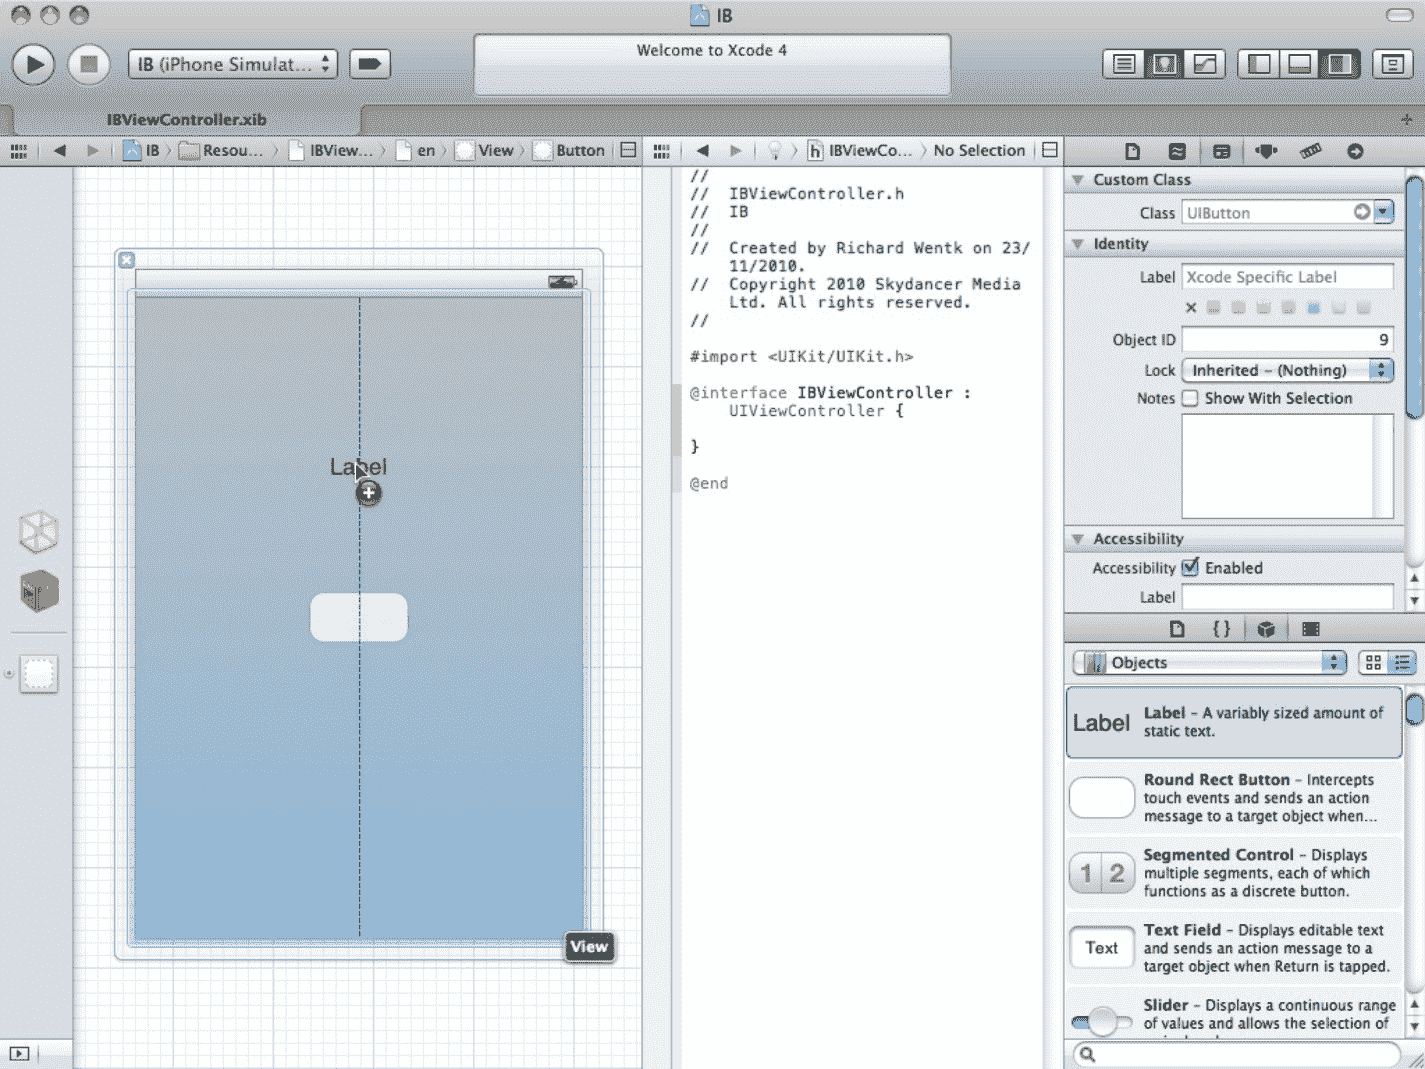 IB
IB (iPhone Simulat...
Welcome to Xcode 4
IBViewController.xib
IB
Resou...
IBView...
en
View
Button
IBViewCo...
No Selection
//
//  IBViewController.h
//  IB
//
//  Created by Richard Wentk on 23/
11/2010.
//  Copyright 2010 Skydancer Media
Ltd. All rights reserved.
//
#import <UIKit/UIKit.h>
@interface IBViewController :
UIViewController {
}
@end
Label
View
Custom Class
Class UIButton
Identity
Label Xcode Specific Label
Object ID 9
Lock Inherited - (Nothing)
Notes Show With Selection
Accessibility
Accessibility Enabled
Label
{}
Objects
Label
Label - A variably sized amount of
static text.
Round Rect Button - Intercepts
touch events and sends an action
message to a target object when...
1 2
Segmented Control - Displays
multiple segments, each of which
functions as a discrete button.
Text
Text Field - Displays editable text
and sends an action message to a
target object when Return is tapped.
Slider - Displays a continuous range
of values and allows the selection of